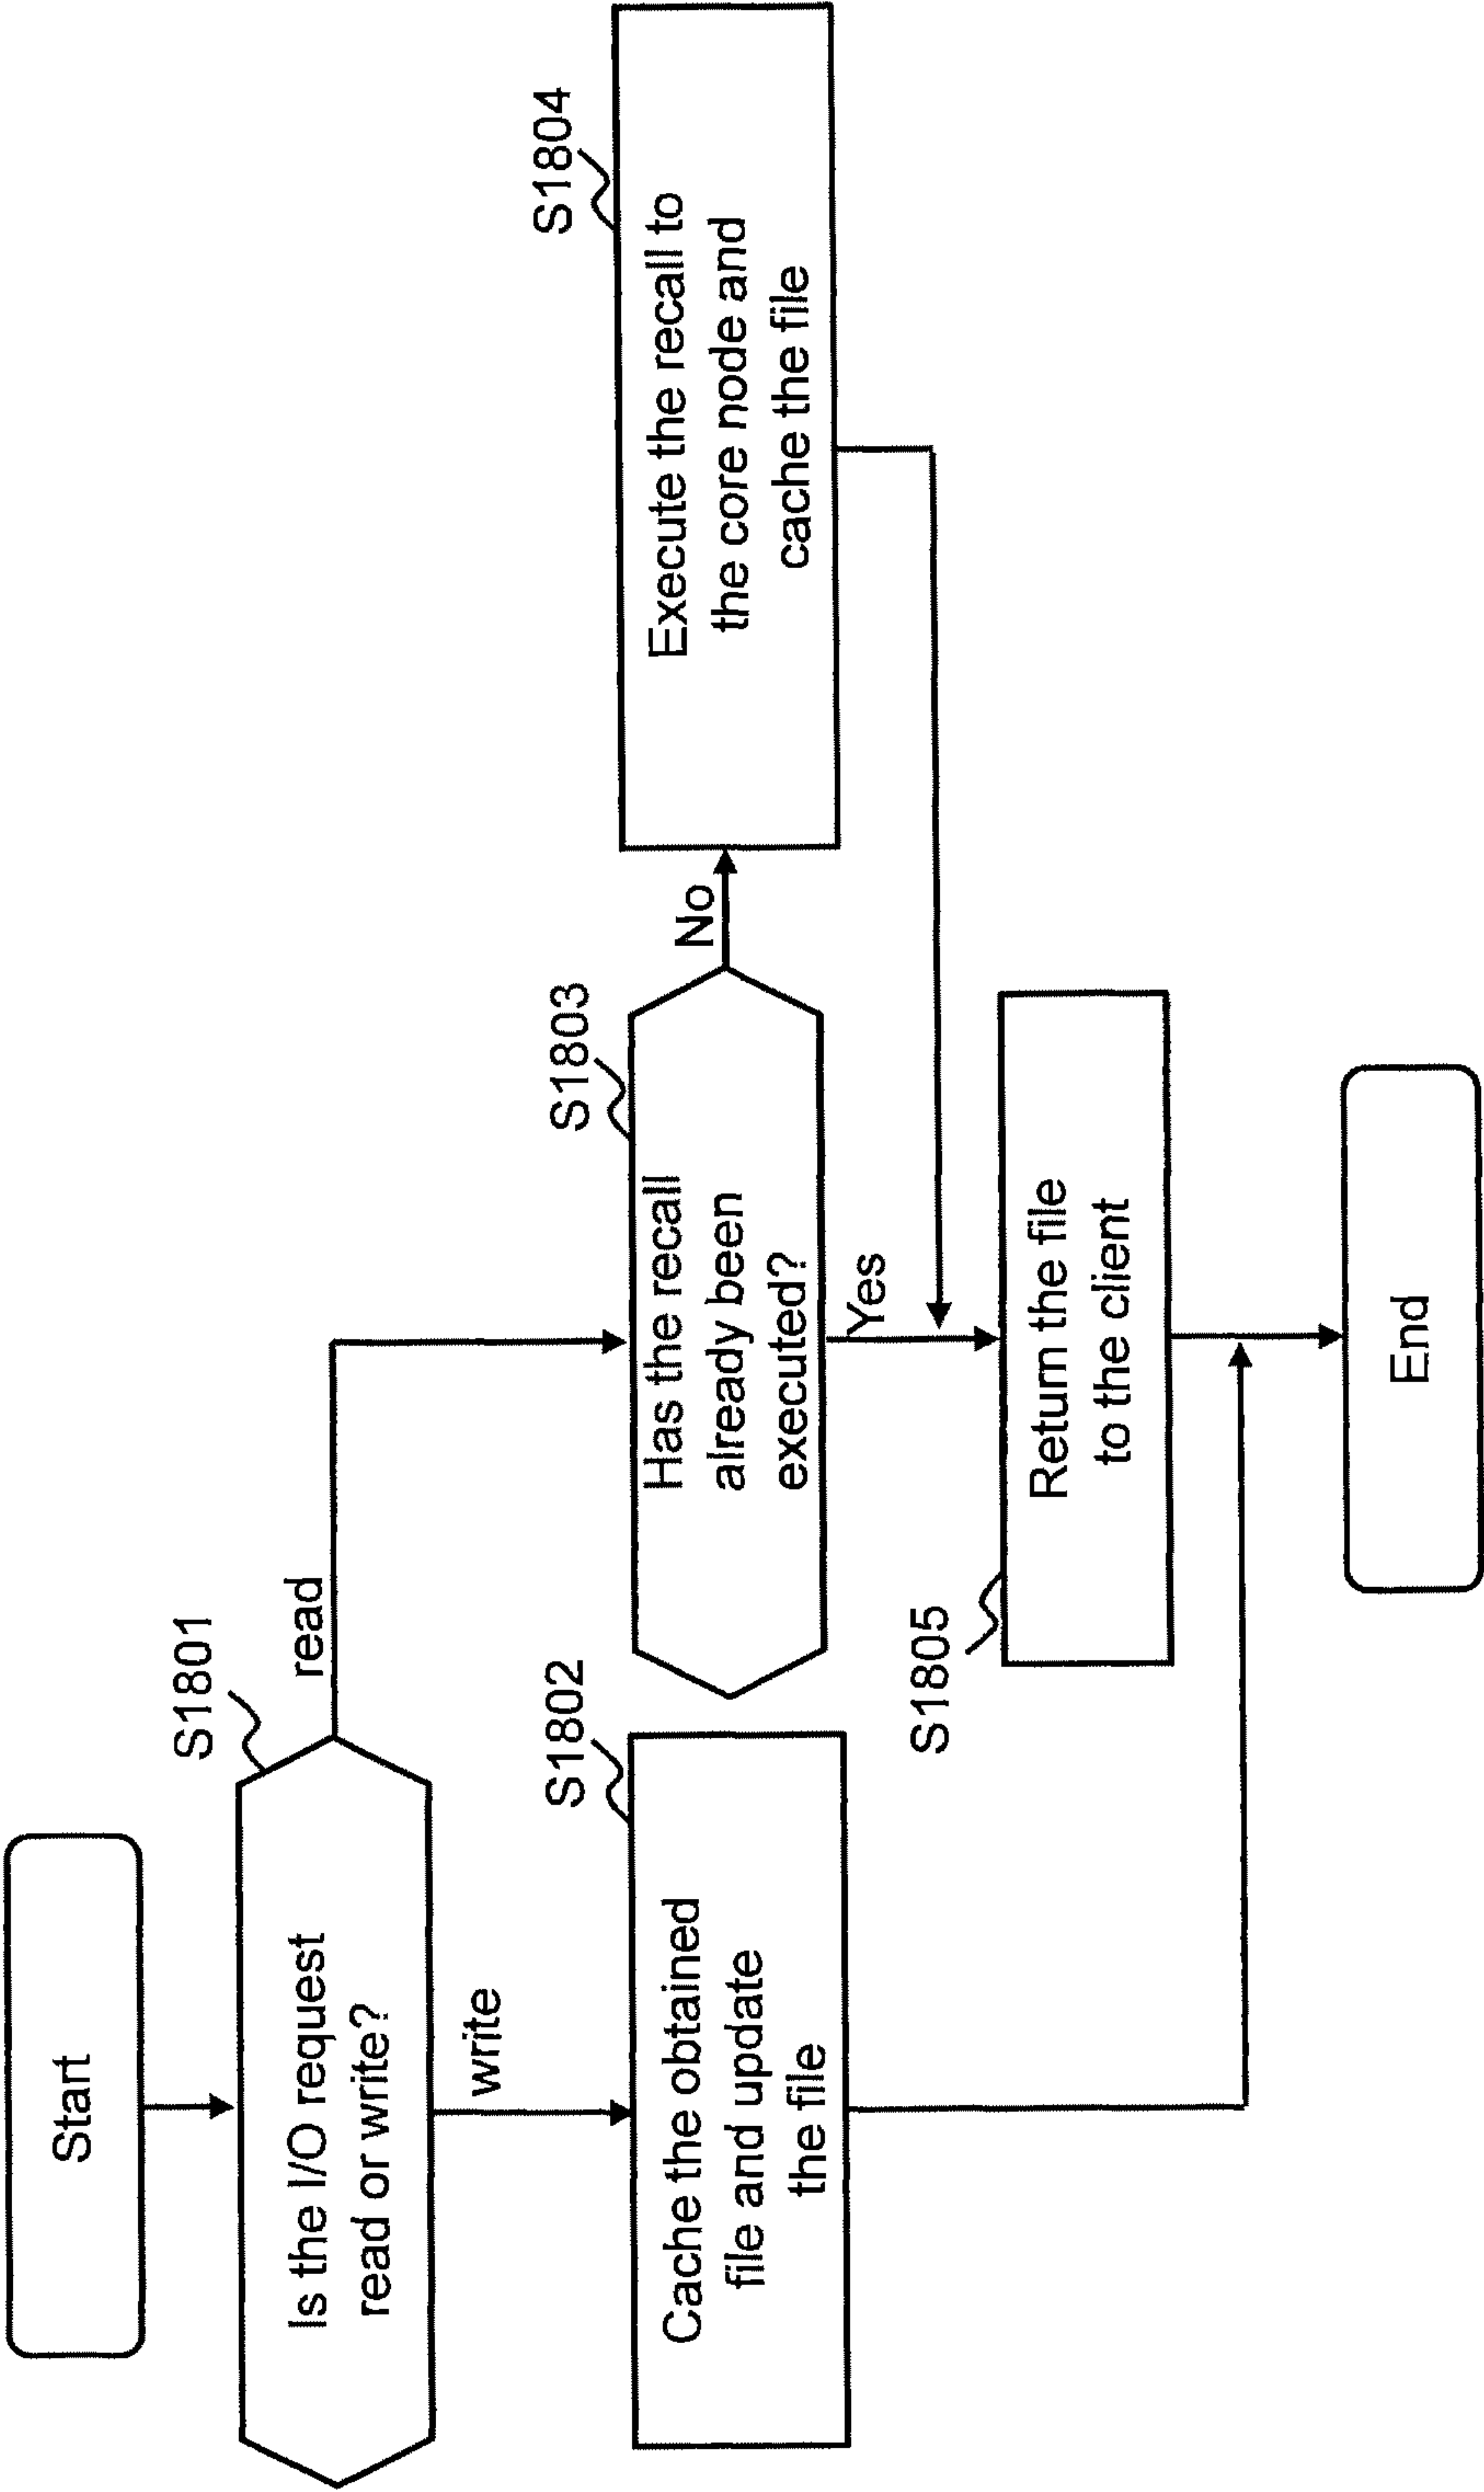 Start
S1801
Is the I/O request
read or write?
read
write
S1802
Cache the obtained
file and update
the file
S1803
Has the recall
already been
executed?
No
Yes
S1804
Execute the recall to
the core node and
cache the file
S1805
Return the file
to the client
End